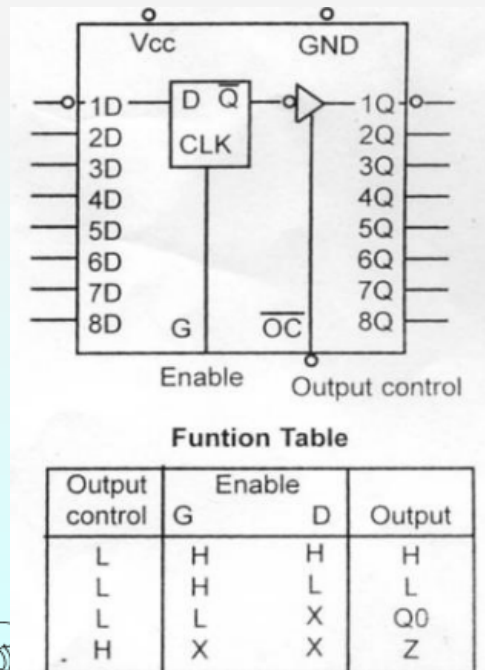 Vcc GND
1D D Q̅ 1Q
2D CLK 2Q
3D 3Q
4D 4Q
5D 5Q
6D 6Q
7D 7Q
8D G O̅C̅ 8Q
Enable Output control
Funtion Table
Output Enable
control G D Output
L H H H
L H L L
L L X Q0
H X X Z